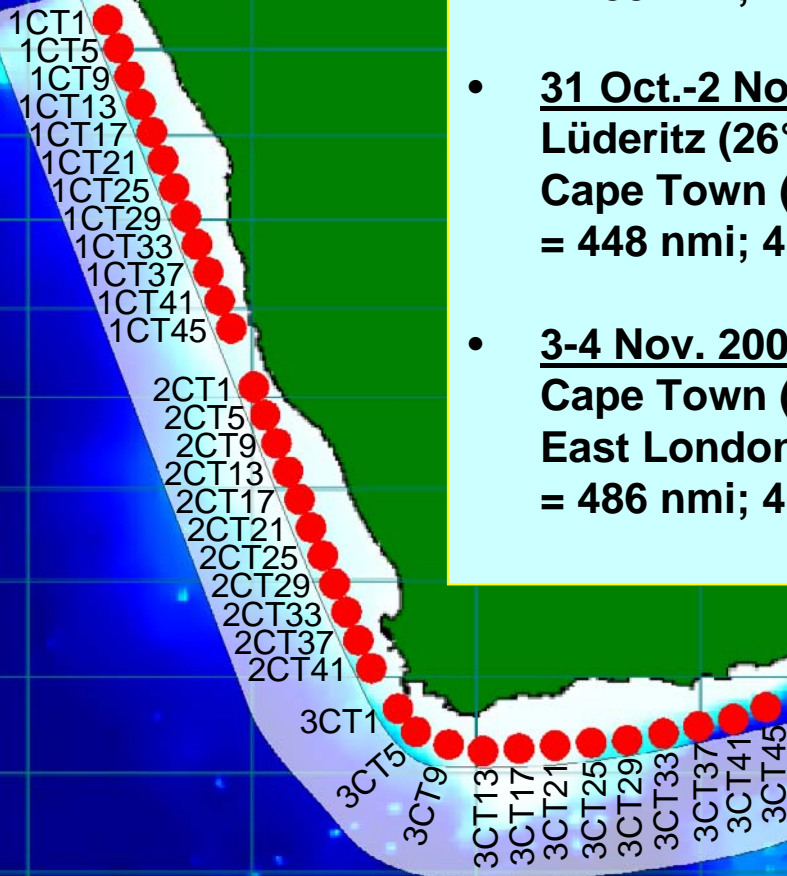 1CT1
1CT5
1CT9
1CT13
1CT17
1CT21
1CT25
1CT29
1CT33
1CT37
1CT41
1CT45
2CT1
2CT5
2CT9
2CT13
2CT17
2CT21
2CT25
2CT29
2CT33
2CT37
2CT41
3CT1
3CT5
3CT9
3CT13
3CT17
3CT21
3CT25
3CT29
3CT33
3CT37
3CT41
3CT45
• 31 Oct.-2 No
Lüderitz (26°
Cape Town (
= 448 nmi; 4
• 3-4 Nov. 200
Cape Town (
East London
= 486 nmi; 4